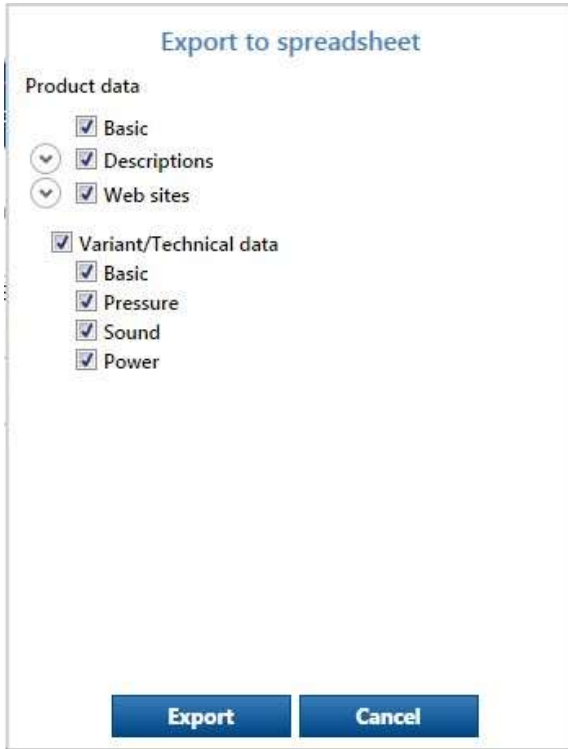 Export to spreadsheet
Product data
Basic
Descriptions
Web sites
Variant/Technical data
Basic
Pressure
Sound
Power
Export Cancel